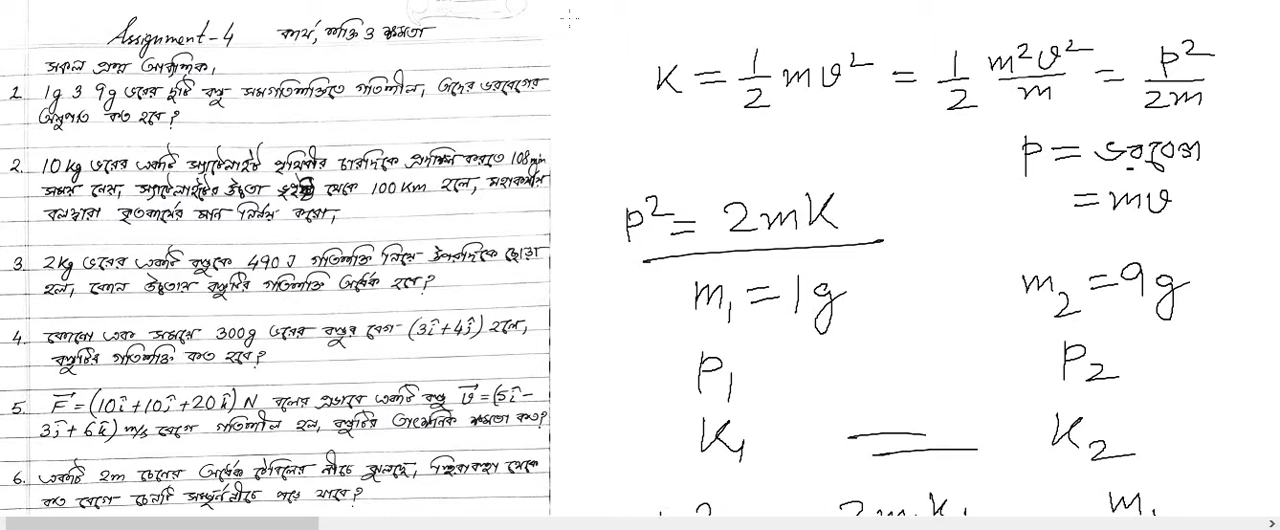 Assignment-4 কার্য, শক্তি ও ক্ষমতা
সকল প্রশ্ন আবশ্যিক।
1. 1g ও 9g ভরের দুটি বস্তু সমগতিশক্তিতে গতিশীল, তাদের ভরবেগের
অনুপাত কত হবে?
2. 10kg ভরের একটি স্যাটেলাইট পৃথিবীর চারদিকে প্রদক্ষিণ করতে 108 min
সময় নেয়, স্যাটেলাইটের উচ্চতা থেকে 100 Km হলে, মহাকর্ষীয়
বলদ্বারা কৃতকার্যের মান নির্ণয় করো,
3. 2kg ভরের একটি বস্তুকে 490 J গতিশক্তি নিয়ে উপরদিকে ছোড়া
হল, কোন উচ্চতায় বস্তুটির গতিশক্তি অর্ধেক হবে?
4. কোনো এক সময়ে 300g ভরের বস্তুর বেগ (3î+4ĵ) হলে,
বস্তুটির গতিশক্তি কত হবে?
5. F⃗ = (10î+10ĵ+20k̂) N বলের প্রভাবে একটি বস্তু v⃗ = (5î-
3ĵ+6k̂) m/s বেগে গতিশীল হল, বস্তুটির তাৎক্ষণিক ক্ষমতা কত?
6. একটি 2m চেনের অর্ধেক টেবিলের নীচে ঝুলছে, স্থিরাবস্থা থেকে
কত বেগে চেনটি সম্পূর্ণ নীচে পড়ে যাবে?
K = 1/2 mv² = 1/2 m²v²/m = p²/2m
p = ভরবেগ
= mv
p² = 2mK
m₁ = 1g m₂ = 9g
P₁ P₂
K₁ = K₂